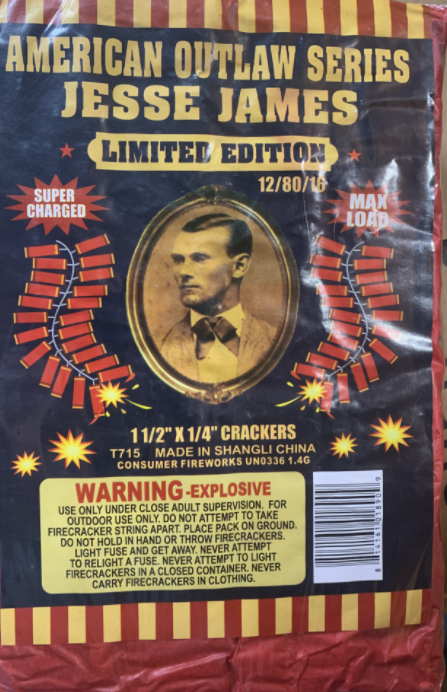 AMERICAN OUTLAW SERIES
JESSE JAMES
LIMITED EDITION
12/80/16
SUPER
CHARGED
MAX
LOAD
1 1/2" X 1/4" CRACKERS
T715 MADE IN SHANGLI CHINA
CONSUMER FIREWORKS UN0336 1.4G
WARNING-EXPLOSIVE
USE ONLY UNDER CLOSE ADULT SUPERVISION. FOR
OUTDOOR USE ONLY. DO NOT ATTEMPT TO TAKE
FIRECRACKER STRING APART. PLACE PACK ON GROUND.
DO NOT HOLD IN HAND OR THROW FIRECRACKERS.
LIGHT FUSE AND GET AWAY. NEVER ATTEMPT
TO RELIGHT A FUSE. NEVER ATTEMPT TO LIGHT
FIRECRACKERS IN A CLOSED CONTAINER. NEVER
CARRY FIRECRACKERS IN CLOTHING.